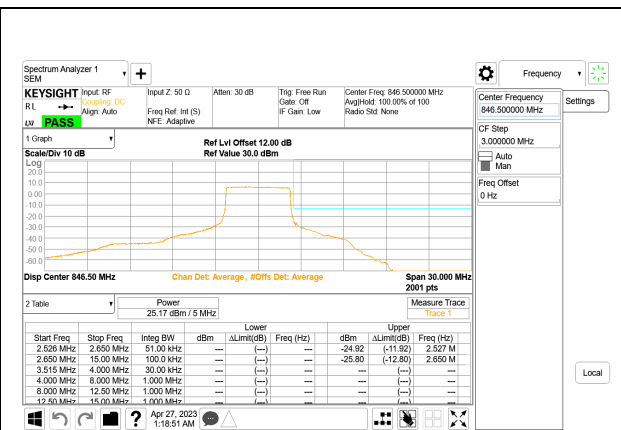 Spectrum Analyzer 1
SEM
Frequency
KEYSIGHT Input: RF Input Z: 50 Ω Atten: 30 dB Trig: Free Run Center Freq: 846.500000 MHz
RL Coupling: DC Gate: Off Avg|Hold: 100.00% of 100
Align: Auto Freq Ref: Int (S) IF Gain: Low Radio Std: None
LXI PASS NFE: Adaptive
Center Frequency
846.500000 MHz
Settings
CF Step
3.000000 MHz
Auto
Man
Freq Offset
0 Hz
Local
1 Graph
Ref Lvl Offset 12.00 dB
Scale/Div 10 dB Ref Value 30.0 dBm
Log
20.0
10.0
0.00
-10.0
-20.0
-30.0
-40.0
-50.0
-60.0
Disp Center 846.50 MHz Chan Det: Average , #Offs Det: Average Span 30.000 MHz
2001 pts
2 Table Power Measure Trace
25.17 dBm / 5 MHz Trace 1
Lower Upper
Start Freq Stop Freq Integ BW dBm ΔLimit(dB) Freq (Hz) dBm ΔLimit(dB) Freq (Hz)
2.526 MHz 2.650 MHz 51.00 kHz --- (---) --- -24.92 (-11.92) 2.527 M
2.650 MHz 15.00 MHz 100.0 kHz --- (---) --- -25.80 (-12.80) 2.650 M
3.515 MHz 4.000 MHz 30.00 kHz --- (---) --- --- (---) ---
4.000 MHz 8.000 MHz 1.000 MHz --- (---) --- --- (---) ---
8.000 MHz 12.50 MHz 1.000 MHz --- (---) --- --- (---) ---
12.50 MHz 15.00 MHz 1.000 MHz --- (---) --- --- (---) ---
Apr 27, 2023
1:18:51 AM